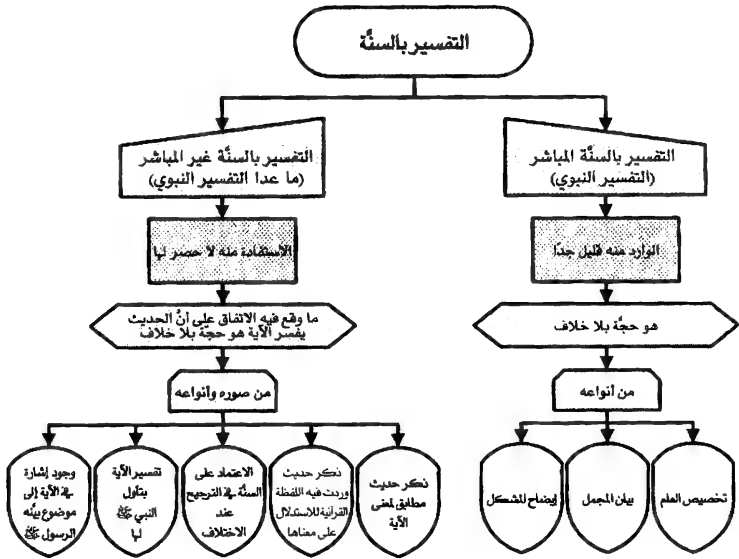 التفسير بالسنَّة
التفسير بالسنَّة المباشر
(التفسير النبوي)
التفسير بالسنَّة غير المباشر
(ما عدا التفسير النبوي)
الوارد منه قليل جدًا
الاستفادة منه لا حصر لها
هو حجَّة بلا خلاف
ما وقع فيه الاتفاق على أنَّ الحديث
يفسر الآية هو حجَّة بلا خلاف
من أنواعه
من صوره وأنواعه
تخصيص العام
بيان المجمل
إيضاح المشكل
ذكر حديث
مطابق لمعنى
الآية
ذكر حديث
وردت فيه اللفظة
القرآنية للاستدلال
على معناها
الاعتماد على
السنَّة في الترجيح
عند
الاختلاف
تفسير الآية
بتأول
النبي ﷺ
لها
وجود إشارة
في الآية إلى
موضوع بيَّنه
الرسول ﷺ